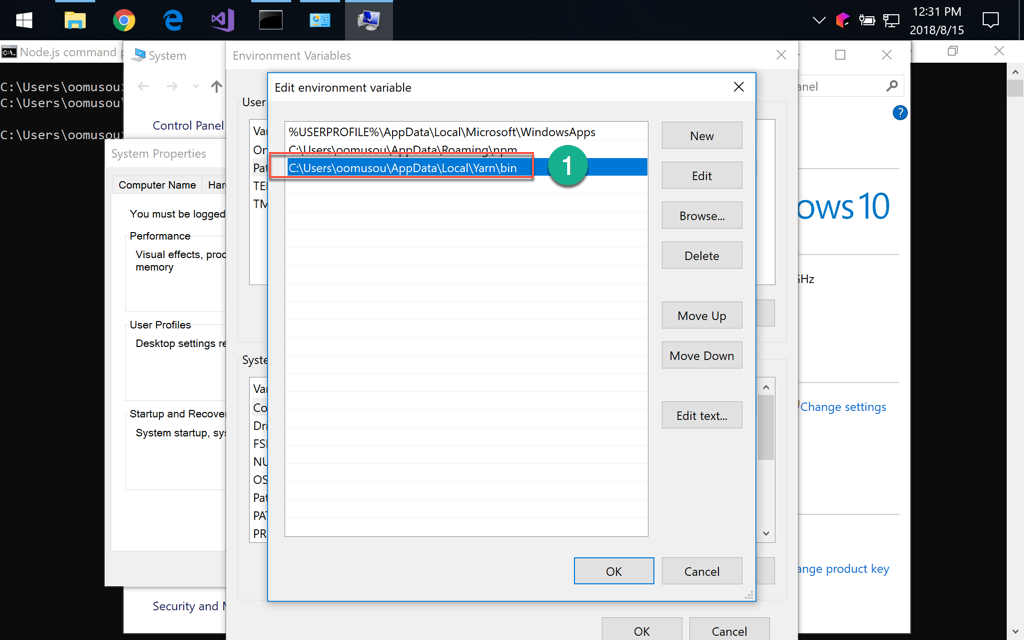 12:31 PM
2018/8/15
Node.js command
System
Environment Variables
C:\Users\oomusou
C:\Users\oomusou
C:\Users\oomusou
Control Panel
System Properties
Computer Name
You must be logged
Performance
Visual effects, proc
memory
User Profiles
Desktop settings re
Startup and Recover
System startup, sys
Security and M
User
Edit environment variable
%USERPROFILE%\AppData\Local\Microsoft\WindowsApps
C:\Users\oomusou\AppData\Roaming\npm
C:\Users\oomusou\AppData\Local\Yarn\bin
1
New
Edit
Browse...
Delete
Move Up
Move Down
Edit text...
OK
Cancel
Va
On
Pat
TE
TM
Syste
Va
Co
Dri
FS
NU
OS
Pat
PA
PR
OK
Cancel
anel
?
ows 10
GHz
Change settings
ange product key